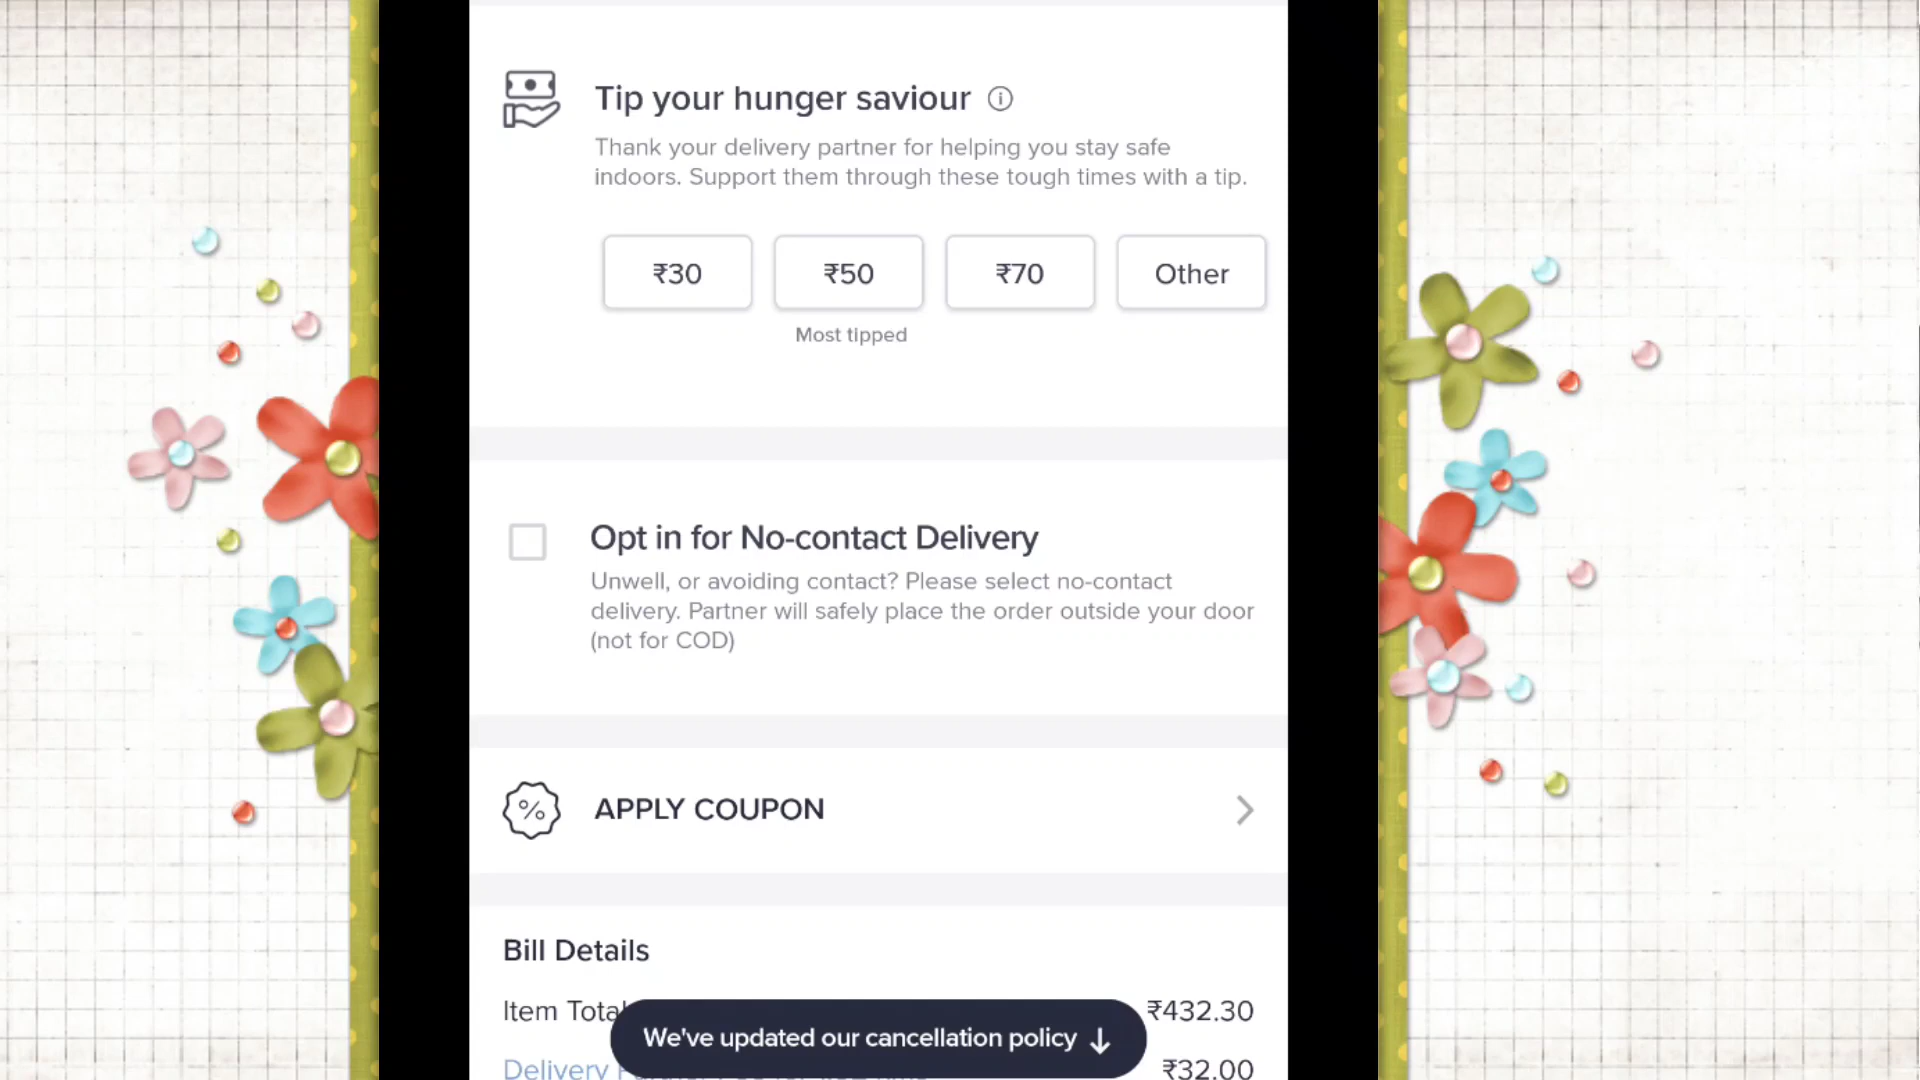 Tip your hunger saviour
Thank your delivery partner for helping you stay safe
indoors. Support them through these tough times with a tip.
₹30 ₹50 ₹70 Other
Most tipped
Opt in for No-contact Delivery
Unwell, or avoiding contact? Please select no-contact
delivery. Partner will safely place the order outside your door
(not for COD)
% APPLY COUPON
Bill Details
Item Total ₹432.30
We've updated our cancellation policy ↓
Delivery ₹32.00